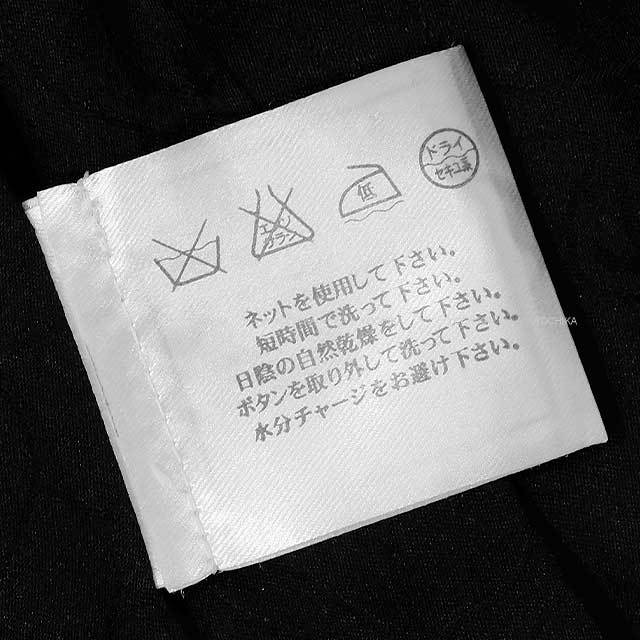 エンソ
サラシ
低
ドライ
セキユ系
ネットを使用して下さい。
短時間で洗って下さい。
日陰の自然乾燥をして下さい。
ボタンを取り外して洗って下さい。
水分チャージをお避け下さい。